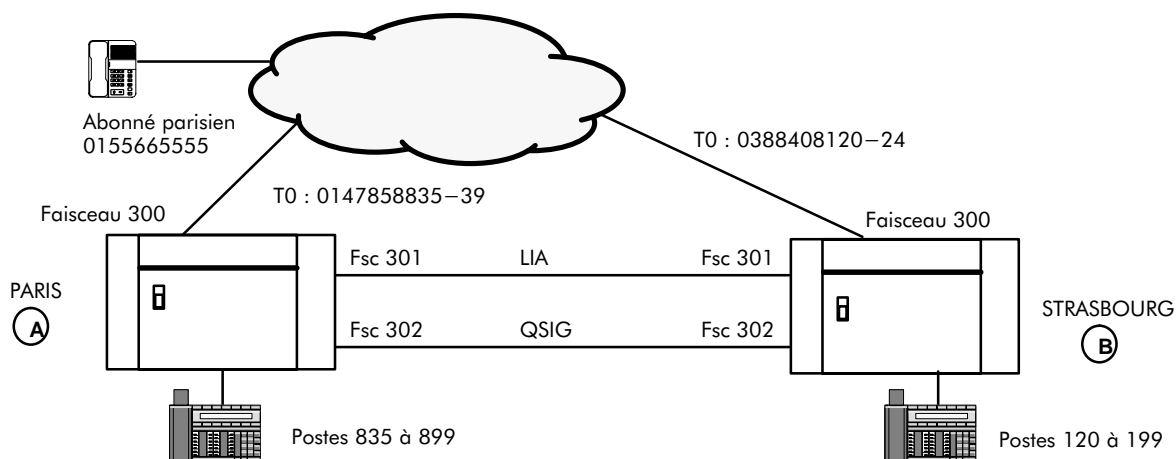 Abonné parisien
0155665555
T0 : 0388408120−24
T0 : 0147858835−39
Faisceau 300
Faisceau 300
Fsc 301
LIA
Fsc 301
PARIS
A
STRASBOURG
B
Fsc 302
QSIG
Fsc 302
Postes 835 à 899
Postes 120 à 199